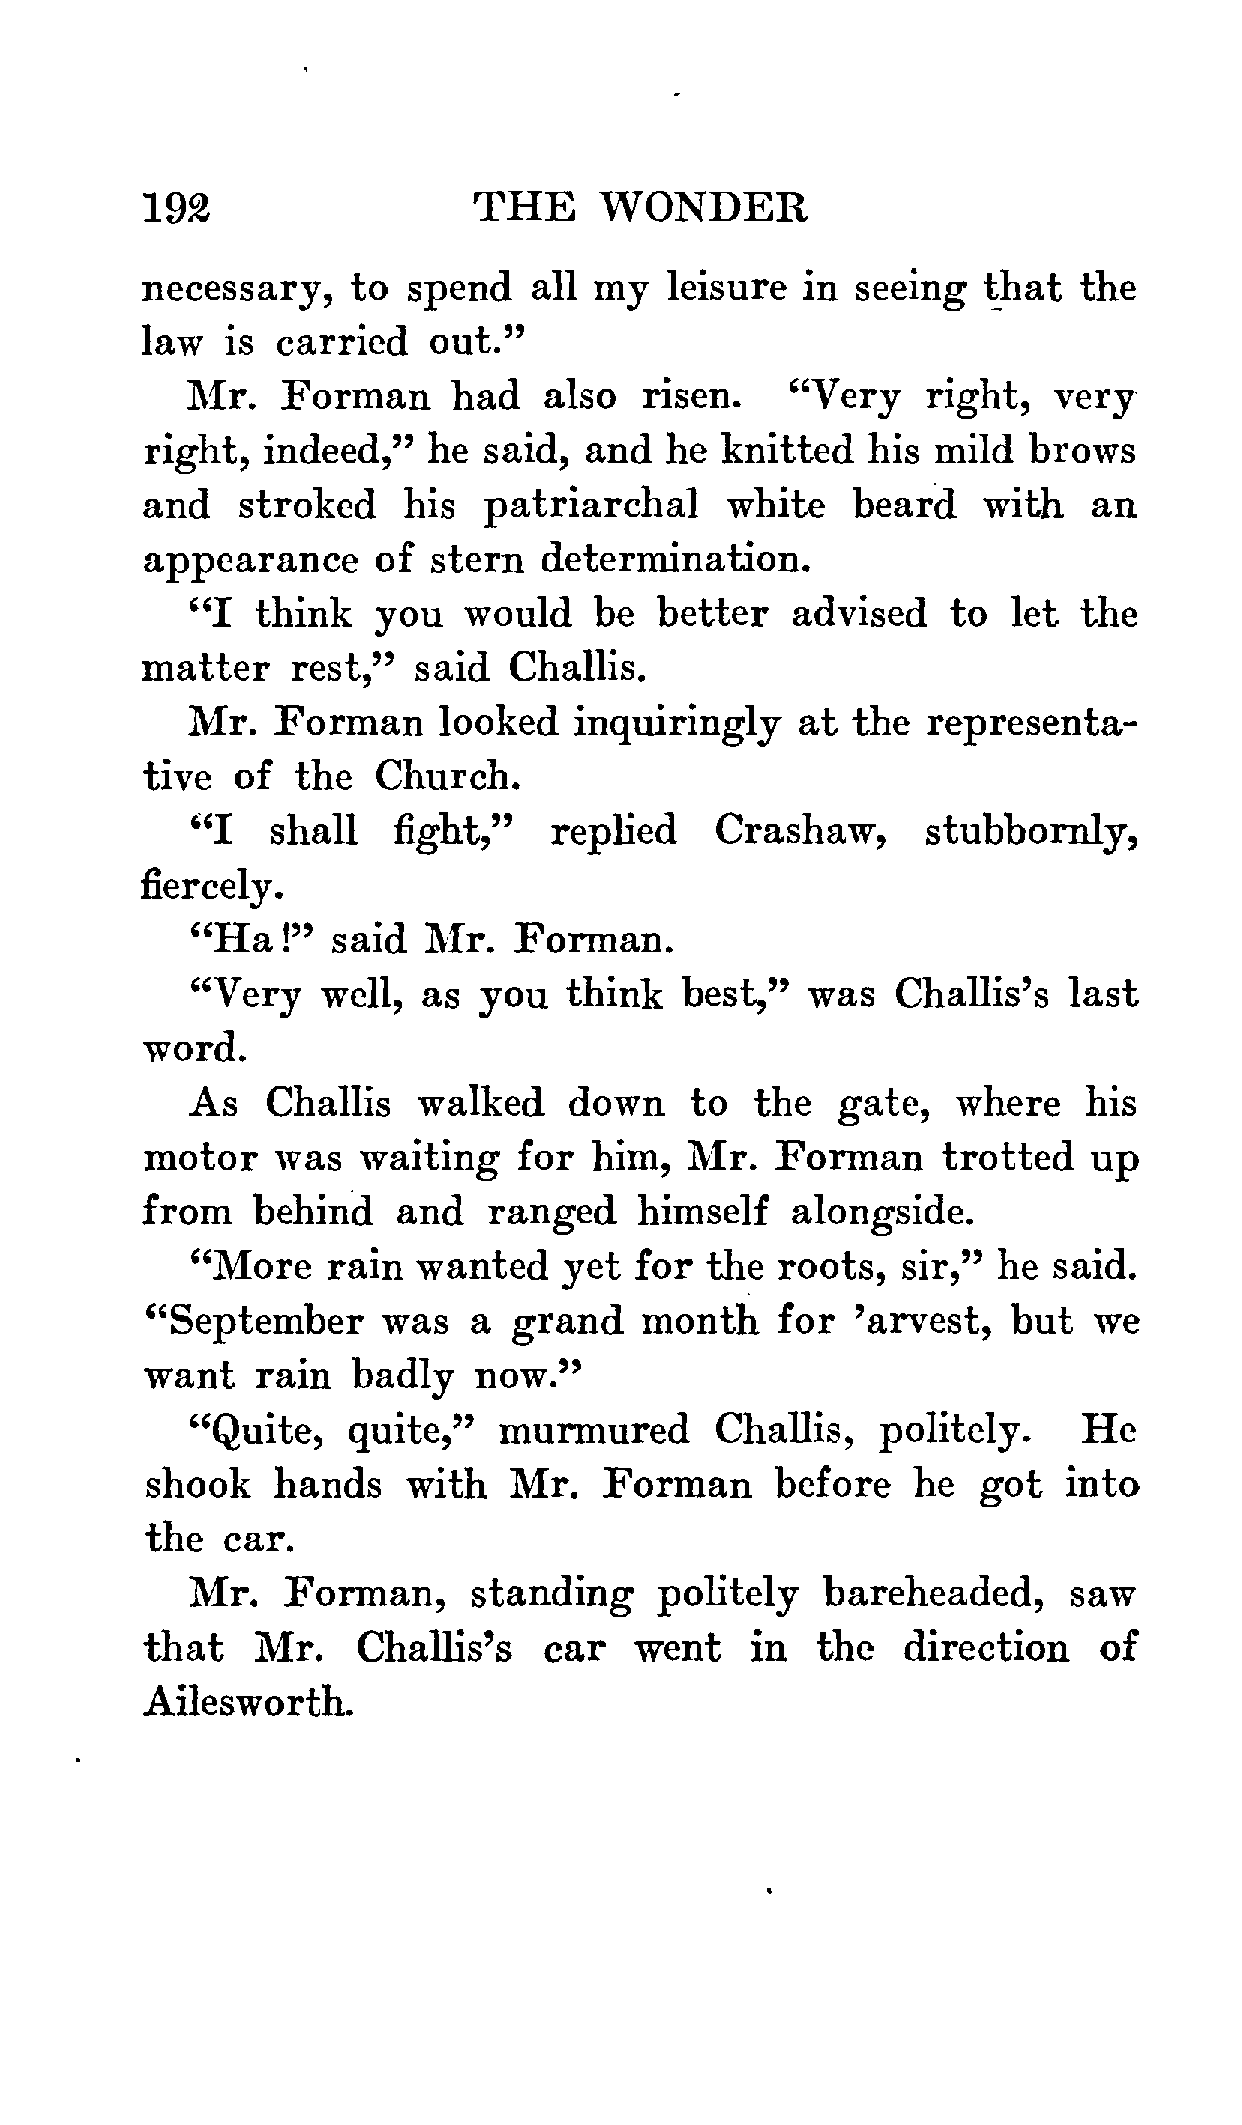 192 THE WONDER
necessary, to spend all my leisure in seeing that the
law is carried out."
Mr. Forman had also risen. "Very right, very
right, indeed," he said, and he knitted his mild brows
and stroked his patriarchal white beard with an
appearance of stern determination.
"I think you would be better advised to let the
matter rest," said Challis.
Mr. Forman looked inquiringly at the representa-
tive of the Church.
"I shall fight," replied Crashaw, stubbornly,
fiercely.
"Ha!" said Mr. Forman.
"Very well, as you think best," was Challis's last
word.
As Challis walked down to the gate, where his
motor was waiting for him, Mr. Forman trotted up
from behind and ranged himself alongside.
"More rain wanted yet for the roots, sir," he said.
"September was a grand month for 'arvest, but we
want rain badly now."
"Quite, quite," murmured Challis, politely. He
shook hands with Mr. Forman before he got into
the car.
Mr. Forman, standing politely bareheaded, saw
that Mr. Challis's car went in the direction of
Ailesworth.